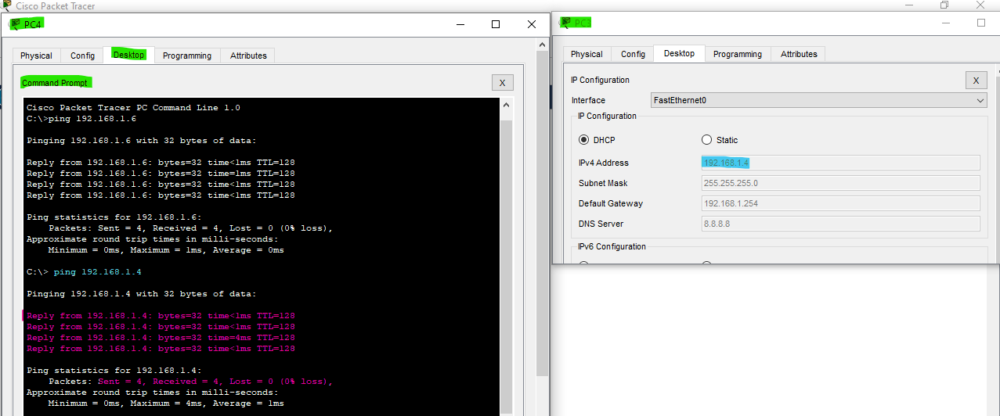 Cisco Packet Tracer
PC4
Physical Config Desktop Programming Attributes
Command Prompt
X
Cisco Packet Tracer PC Command Line 1.0
C:\>ping 192.168.1.6
Pinging 192.168.1.6 with 32 bytes of data:
Reply from 192.168.1.6: bytes=32 time<1ms TTL=128
Reply from 192.168.1.6: bytes=32 time=1ms TTL=128
Reply from 192.168.1.6: bytes=32 time<1ms TTL=128
Reply from 192.168.1.6: bytes=32 time<1ms TTL=128
Ping statistics for 192.168.1.6:
Packets: Sent = 4, Received = 4, Lost = 0 (0% loss),
Approximate round trip times in milli-seconds:
Minimum = 0ms, Maximum = 1ms, Average = 0ms
C:\> ping 192.168.1.4
Pinging 192.168.1.4 with 32 bytes of data:
Reply from 192.168.1.4: bytes=32 time<1ms TTL=128
Reply from 192.168.1.4: bytes=32 time<1ms TTL=128
Reply from 192.168.1.4: bytes=32 time=4ms TTL=128
Reply from 192.168.1.4: bytes=32 time<1ms TTL=128
Ping statistics for 192.168.1.4:
Packets: Sent = 4, Received = 4, Lost = 0 (0% loss),
Approximate round trip times in milli-seconds:
Minimum = 0ms, Maximum = 4ms, Average = 1ms
PC3
Physical Config Desktop Programming Attributes
IP Configuration
X
Interface FastEthernet0
IP Configuration
DHCP Static
IPv4 Address 192.168.1.4
Subnet Mask 255.255.255.0
Default Gateway 192.168.1.254
DNS Server 8.8.8.8
IPv6 Configuration